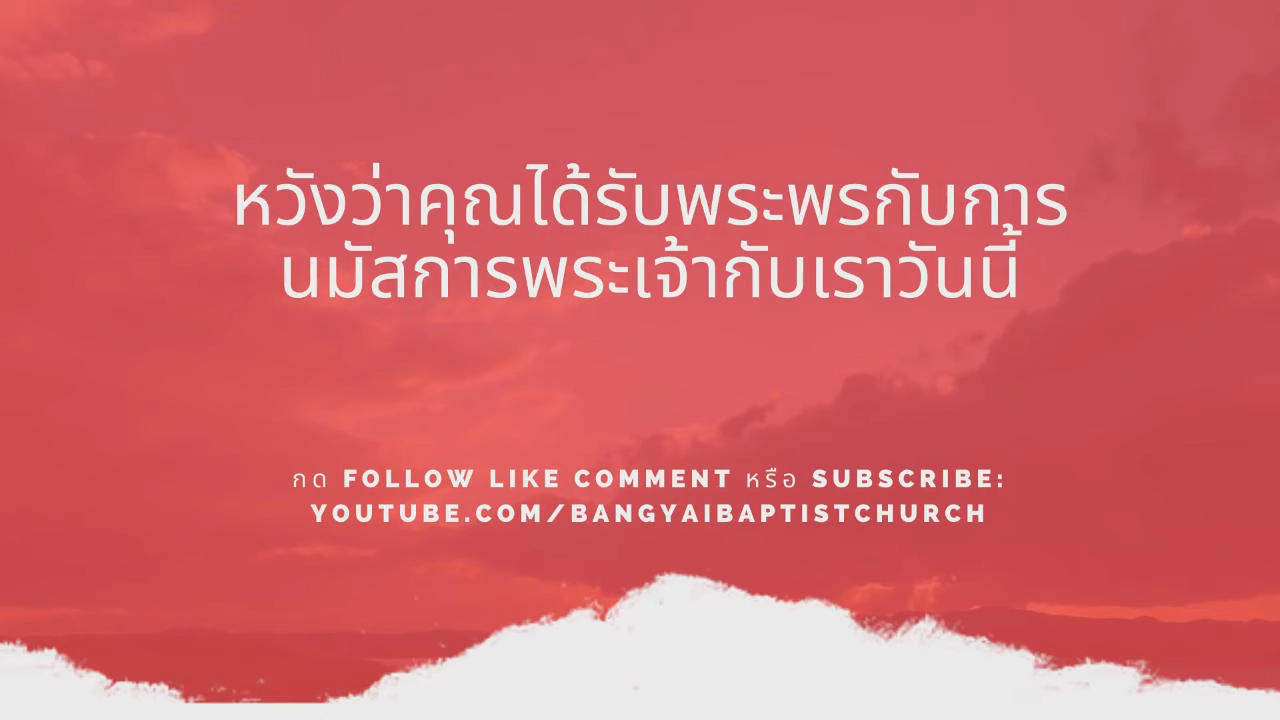 หวังว่าคุณได้รับพระพรกับการ
นมัสการพระเจ้ากับเราวันนี้
กด FOLLOW LIKE COMMENT หรือ SUBSCRIBE:
YOUTUBE.COM/BANGYAIBAPTISTCHURCH